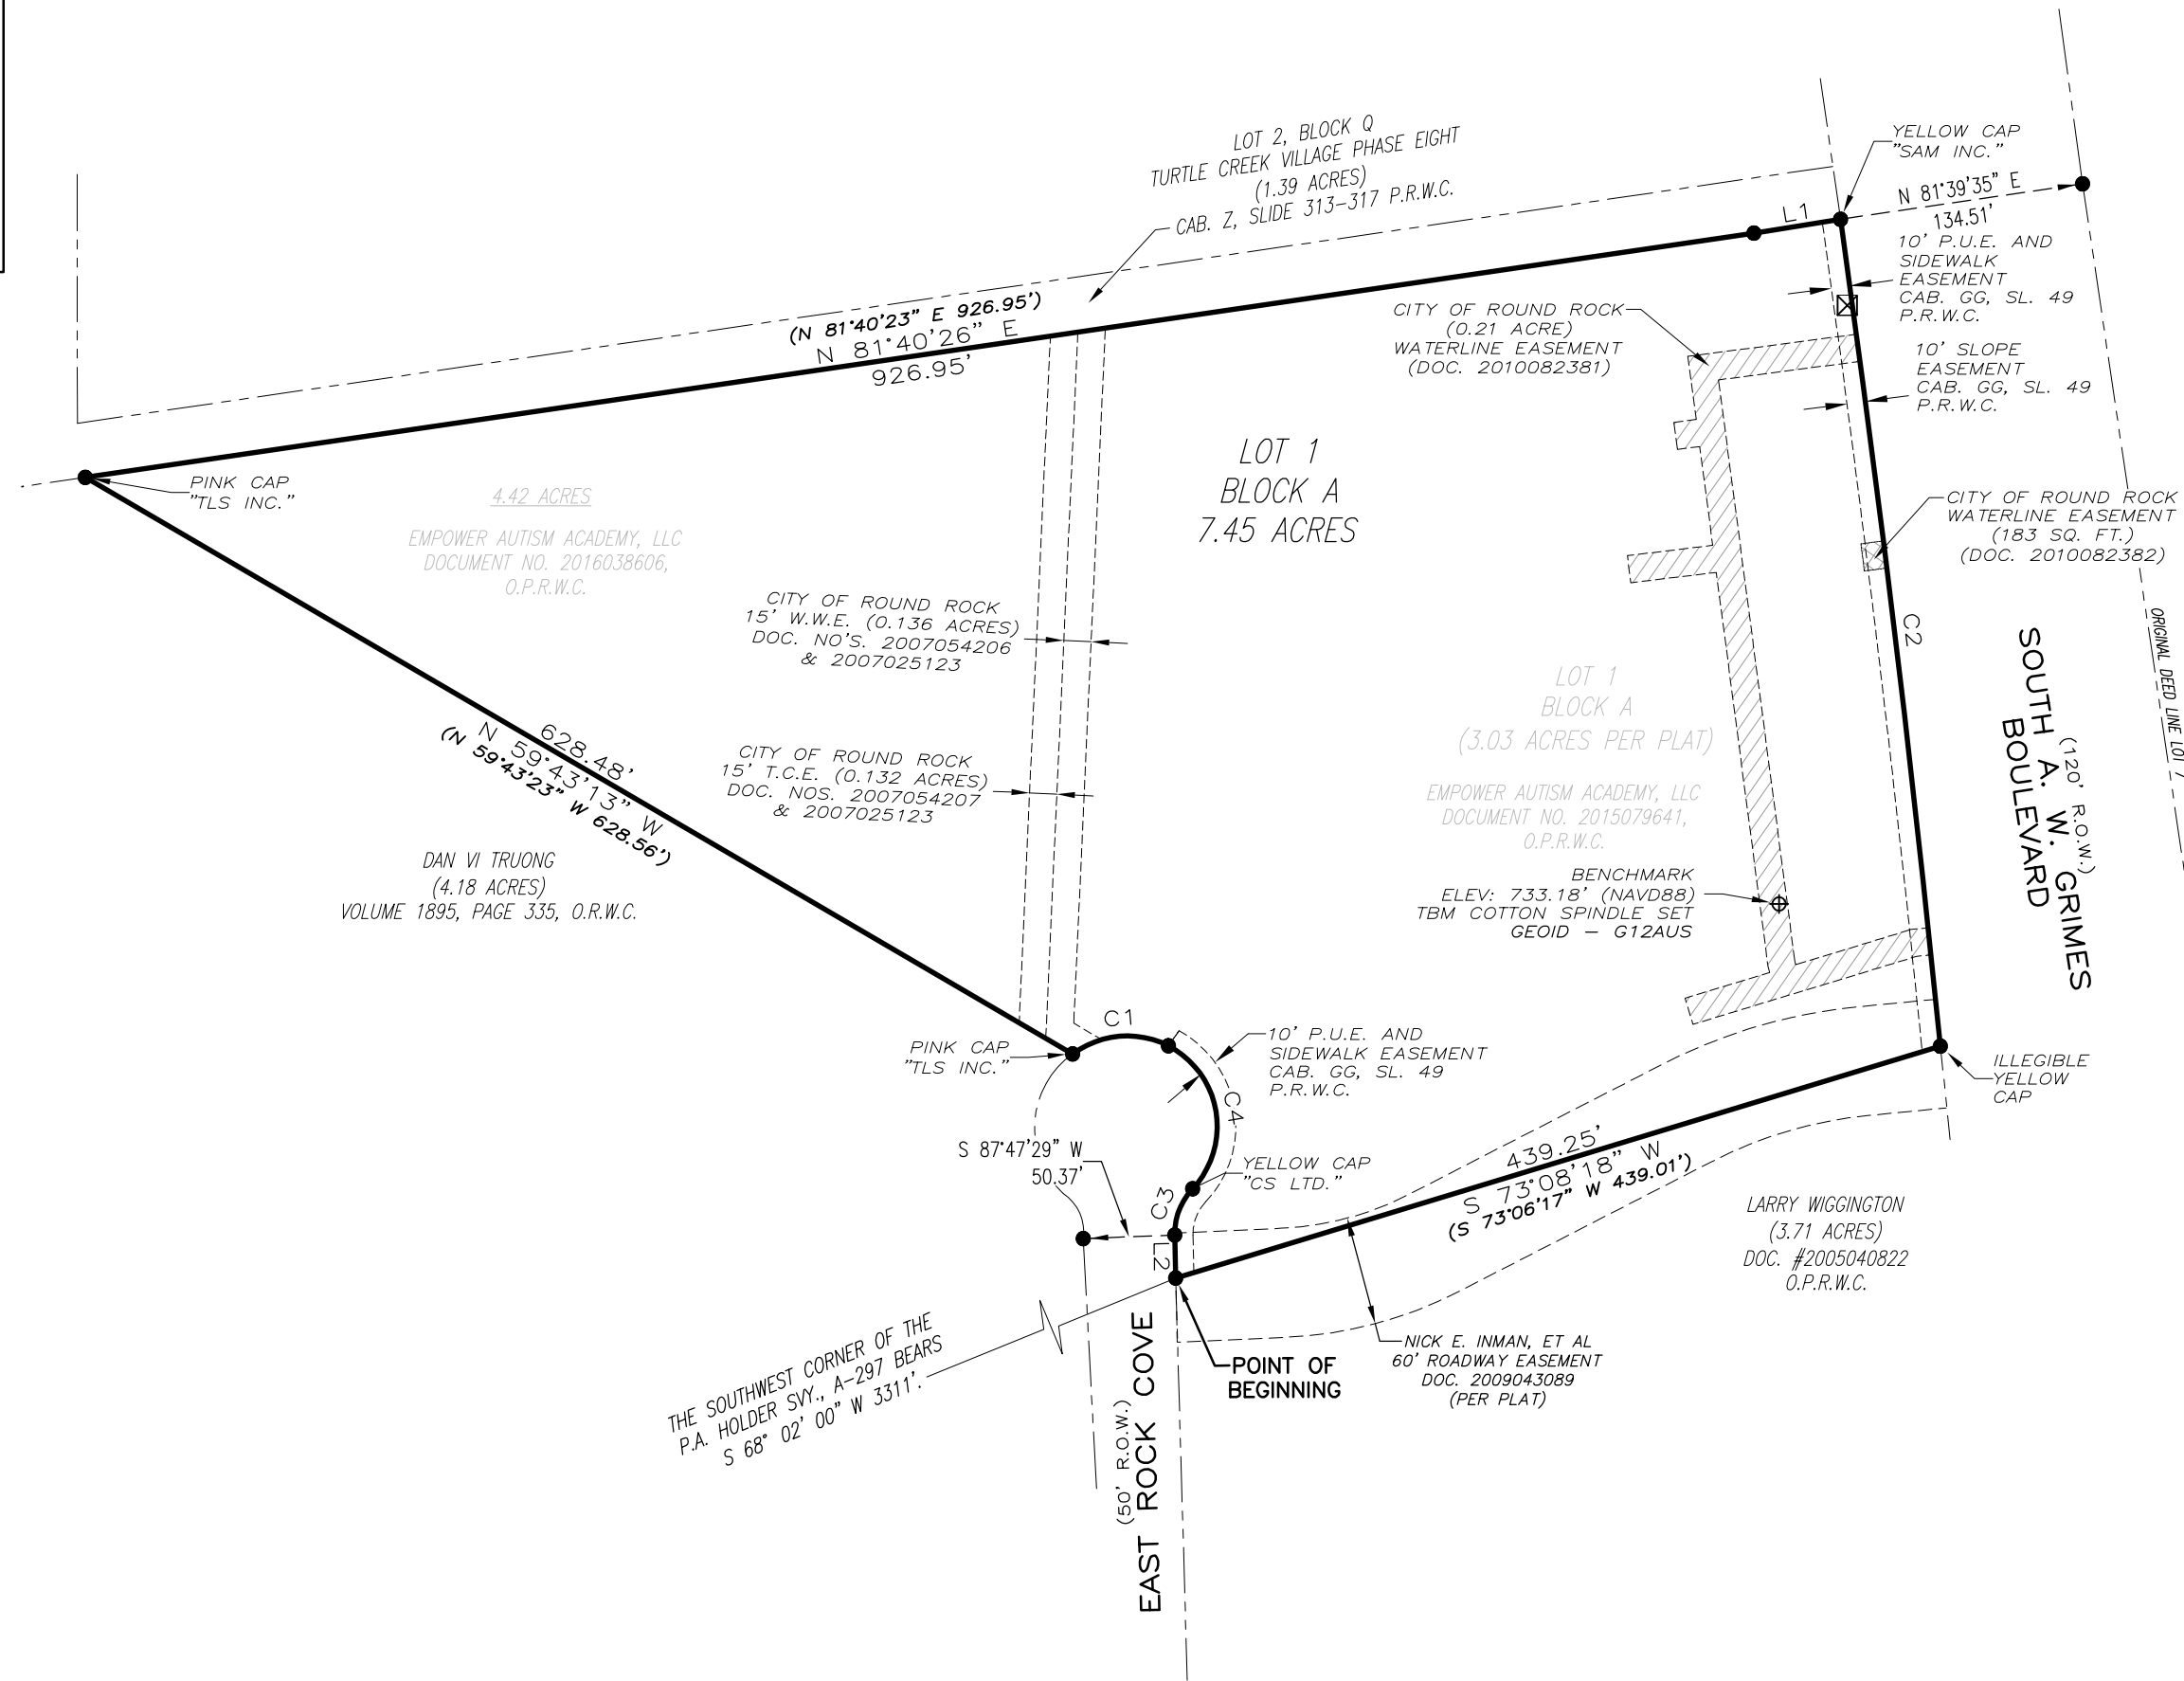 LOT 2, BLOCK Q
TURTLE CREEK VILLAGE PHASE EIGHT
(1.39 ACRES)
CAB. Z, SLIDE 313-317 P.R.W.C.
YELLOW CAP
"SAM INC."
N 81°39'35" E
134.51'
L1
10' P.U.E. AND
SIDEWALK
EASEMENT
CAB. GG, SL. 49
P.R.W.C.
(N 81°40'23" E 926.95')
N 81°40'26" E
926.95'
CITY OF ROUND ROCK
(0.21 ACRE)
WATERLINE EASEMENT
(DOC. 2010082381)
10' SLOPE
EASEMENT
CAB. GG, SL. 49
P.R.W.C.
PINK CAP
"TLS INC."
4.42 ACRES
EMPOWER AUTISM ACADEMY, LLC
DOCUMENT NO. 2016038606,
O.P.R.W.C.
LOT 1
BLOCK A
7.45 ACRES
CITY OF ROUND ROCK
WATERLINE EASEMENT
(183 SQ. FT.)
(DOC. 2010082382)
CITY OF ROUND ROCK
15' W.W.E. (0.136 ACRES)
DOC. NO'S. 2007054206
& 2007025123
C2
ORIGINAL DEED LINE LOT 7
SOUTH A. W. GRIMES
BOULEVARD
(120' R.O.W.)
LOT 1
BLOCK A
(3.03 ACRES PER PLAT)
EMPOWER AUTISM ACADEMY, LLC
DOCUMENT NO. 2015079641,
O.P.R.W.C.
628.48'
N 59°43'13" W
(N 59°43'23" W 628.56')
CITY OF ROUND ROCK
15' T.C.E. (0.132 ACRES)
DOC. NOS. 2007054207
& 2007025123
DAN VI TRUONG
(4.18 ACRES)
VOLUME 1895, PAGE 335, O.R.W.C.
BENCHMARK
ELEV: 733.18' (NAVD88)
TBM COTTON SPINDLE SET
GEOID - G12AUS
C1
PINK CAP
"TLS INC."
10' P.U.E. AND
SIDEWALK EASEMENT
CAB. GG, SL. 49
P.R.W.C.
C4
ILLEGIBLE
YELLOW
CAP
S 87°47'29" W
50.37'
YELLOW CAP
"CS LTD."
C3
L2
439.25'
S 73°08'18" W
(S 73°06'17" W 439.01')
LARRY WIGGINGTON
(3.71 ACRES)
DOC. #2005040822
O.P.R.W.C.
THE SOUTHWEST CORNER OF THE
P.A. HOLDER SVY., A-297 BEARS
S 68° 02' 00" W 3311'.
POINT OF
BEGINNING
NICK E. INMAN, ET AL
60' ROADWAY EASEMENT
DOC. 2009043089
(PER PLAT)
EAST ROCK COVE
(50' R.O.W.)